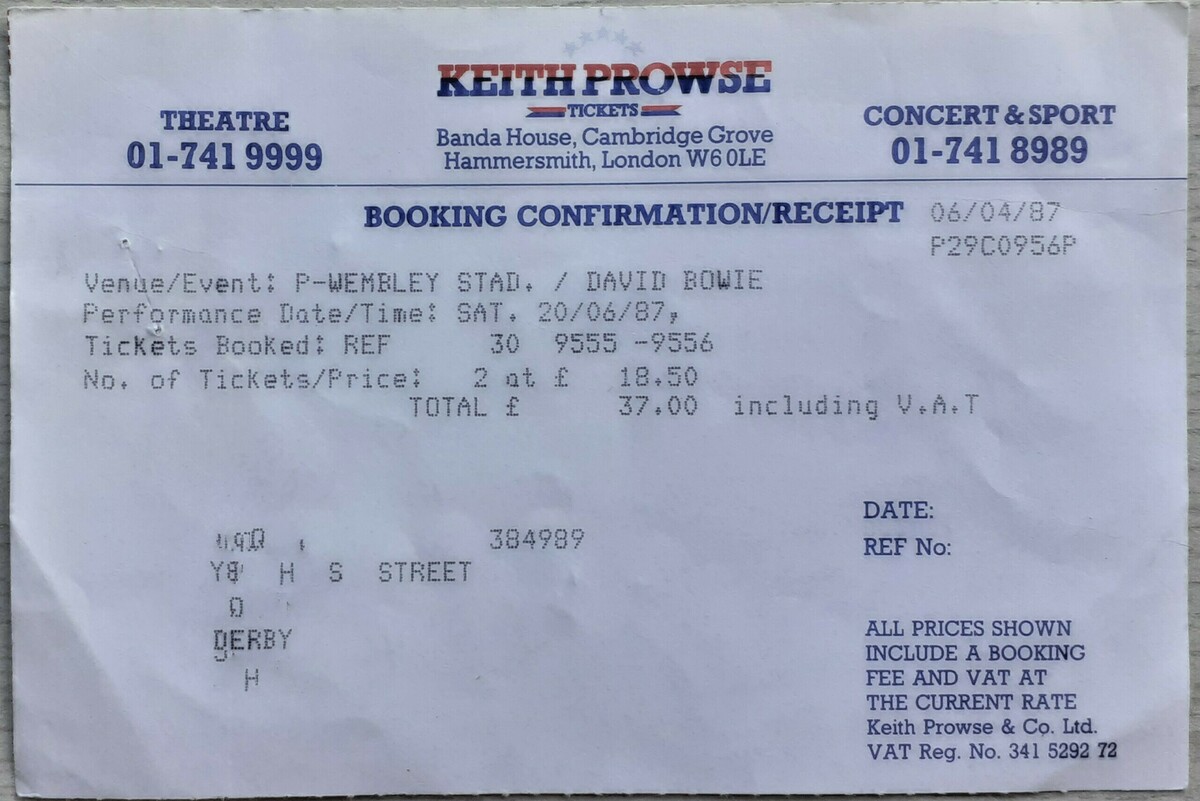 KEITH PROWSE
TICKETS
Banda House, Cambridge Grove
Hammersmith, London W6 0LE
THEATRE
01-741 9999
CONCERT & SPORT
01-741 8989
BOOKING CONFIRMATION/RECEIPT 06/04/87
P29C0956P
Venue/Event: P-WEMBLEY STAD. / DAVID BOWIE
Performance Date/Time: SAT. 20/06/87,
Tickets Booked: REF 30 9555 -9556
No. of Tickets/Price: 2 at £ 18.50
TOTAL £ 37.00 including V.A.T
384989
H S STREET
DERBY
H
DATE:
REF No:
ALL PRICES SHOWN
INCLUDE A BOOKING
FEE AND VAT AT
THE CURRENT RATE
Keith Prowse & Co. Ltd.
VAT Reg. No. 341 5292 72